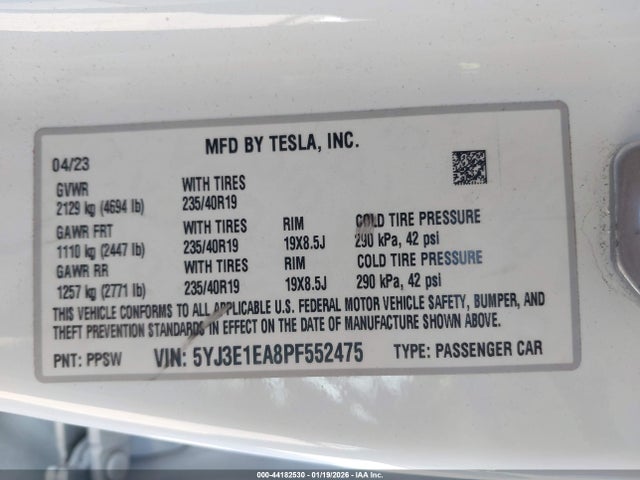 MFD BY TESLA, INC.
04/23
GVWR WITH TIRES
2129 kg (4694 lb) 235/40R19
GAWR FRT WITH TIRES RIM COLD TIRE PRESSURE
1110 kg (2447 lb) 235/40R19 19X8.5J 290 kPa, 42 psi
GAWR RR WITH TIRES RIM COLD TIRE PRESSURE
1257 kg (2771 lb) 235/40R19 19X8.5J 290 kPa, 42 psi
THIS VEHICLE CONFORMS TO ALL APPLICABLE U.S. FEDERAL MOTOR VEHICLE SAFETY, BUMPER, AND
THEFT PREVENTION STANDARDS IN EFFECT ON THE DATE OF MANUFACTURE SHOWN ABOVE.
PNT: PPSW VIN: 5YJ3E1EA8PF552475 TYPE: PASSENGER CAR
000-44182530 - 01/19/2026 - IAA Inc.